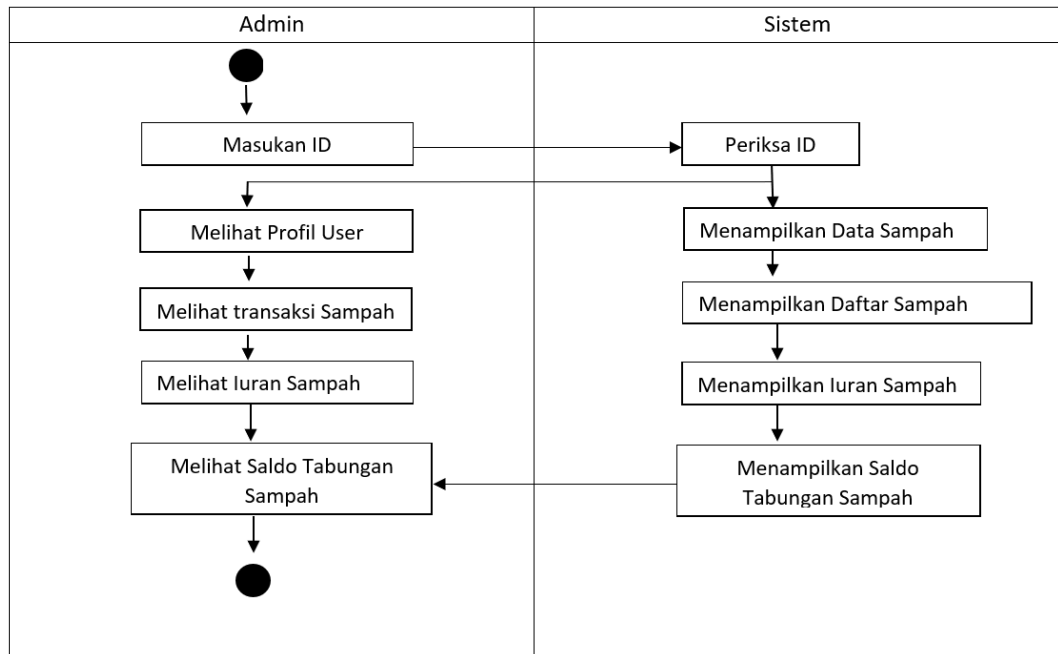 Admin
Sistem
Masukan ID
Periksa ID
Melihat Profil User
Menampilkan Data Sampah
Melihat transaksi Sampah
Menampilkan Daftar Sampah
Melihat Iuran Sampah
Menampilkan Iuran Sampah
Melihat Saldo Tabungan
Sampah
Menampilkan Saldo
Tabungan Sampah